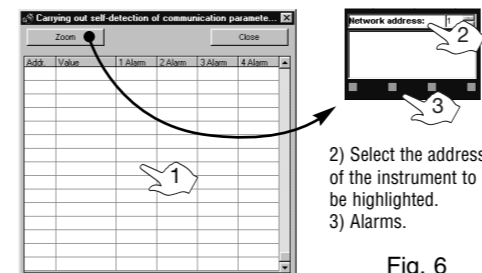 Carrying out self-detection of communication paramete...
Zoom Close
Addr. Value 1 Alarm 2 Alarm 3 Alarm 4 Alarm
1
Network address: 1
2
3
2) Select the address
of the instrument to
be highlighted.
3) Alarms.
Fig. 6